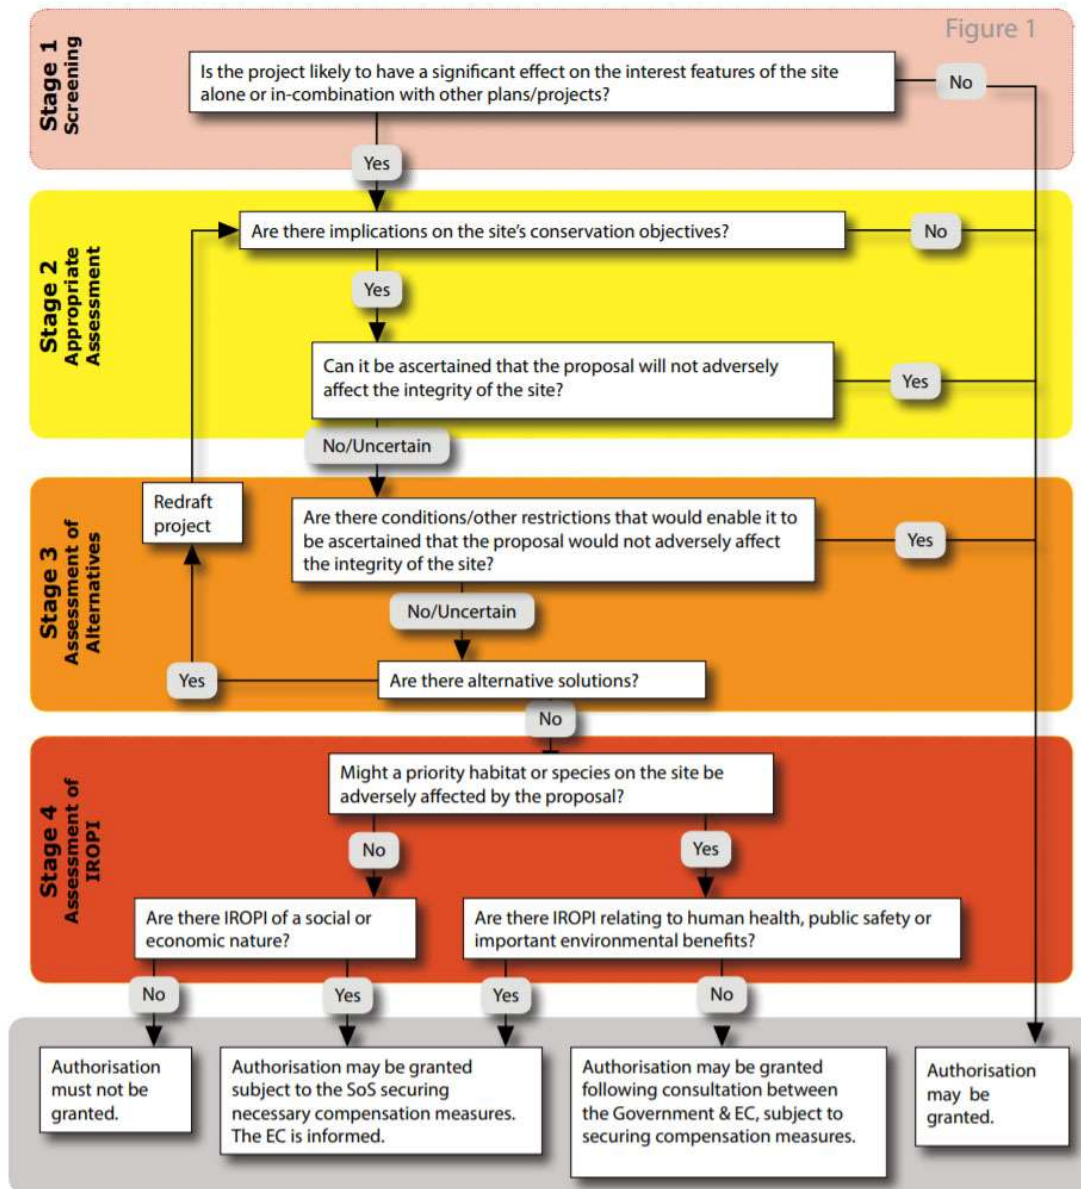 Figure 1
Stage 1
Screening
Is the project likely to have a significant effect on the interest features of the site
alone or in-combination with other plans/projects?
No
Yes
Stage 2
Appropriate
Assessment
Are there implications on the site's conservation objectives?
No
Yes
Can it be ascertained that the proposal will not adversely
affect the integrity of the site?
Yes
No/Uncertain
Stage 3
Assessment of
Alternatives
Redraft
project
Are there conditions/other restrictions that would enable it to
be ascertained that the proposal would not adversely affect
the integrity of the site?
Yes
No/Uncertain
Yes
Are there alternative solutions?
No
Stage 4
Assessment of
IROPI
Might a priority habitat or species on the site be
adversely affected by the proposal?
No
Yes
Are there IROPI of a social or
economic nature?
Are there IROPI relating to human health, public safety or
important environmental benefits?
No
Yes
Yes
No
Authorisation
must not be
granted.
Authorisation may be granted
subject to the SoS securing
necessary compensation measures.
The EC is informed.
Authorisation may be granted
following consultation between
the Government & EC, subject to
securing compensation measures.
Authorisation
may be
granted.